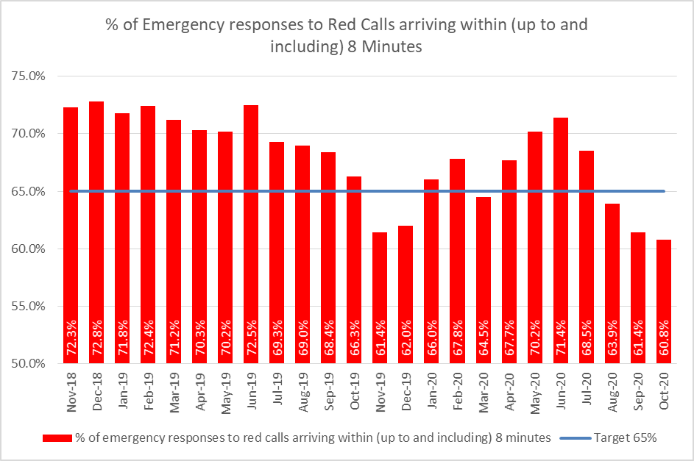 % of Emergency responses to Red Calls arriving within (up to and
including) 8 Minutes
75.0%
70.0%
65.0%
60.0%
55.0%
50.0%
72.3%
72.8%
71.8%
72.4%
71.2%
70.3%
70.2%
72.5%
69.3%
69.0%
68.4%
66.3%
61.4%
62.0%
66.0%
67.8%
64.5%
67.7%
70.2%
71.4%
68.5%
63.9%
61.4%
60.8%
Nov-18
Dec-18
Jan-19
Feb-19
Mar-19
Apr-19
May-19
Jun-19
Jul-19
Aug-19
Sep-19
Oct-19
Nov-19
Dec-19
Jan-20
Feb-20
Mar-20
Apr-20
May-20
Jun-20
Jul-20
Aug-20
Sep-20
Oct-20
% of emergency responses to red calls arriving within (up to and including) 8 minutes
Target 65%